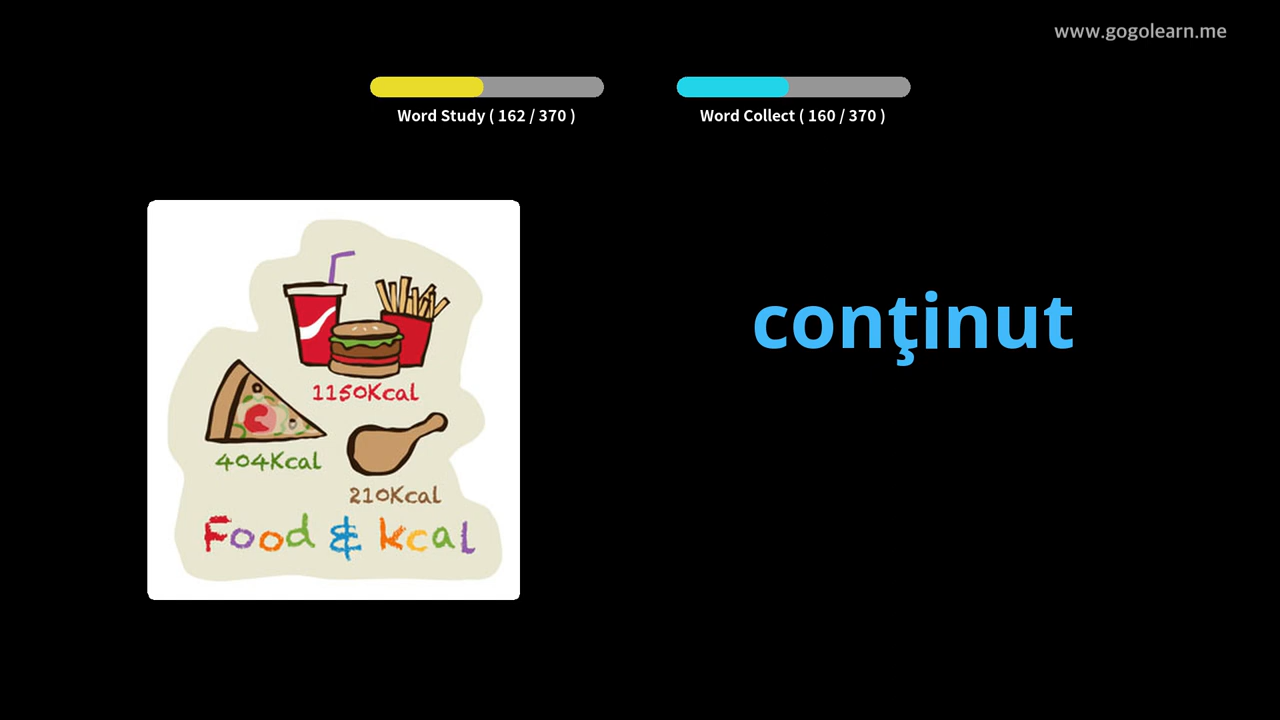 www.gogolearn.me
Word Study ( 162 / 370 )
Word Collect ( 160 / 370 )
conţinut
1150Kcal
404Kcal
210Kcal
Food & kcal